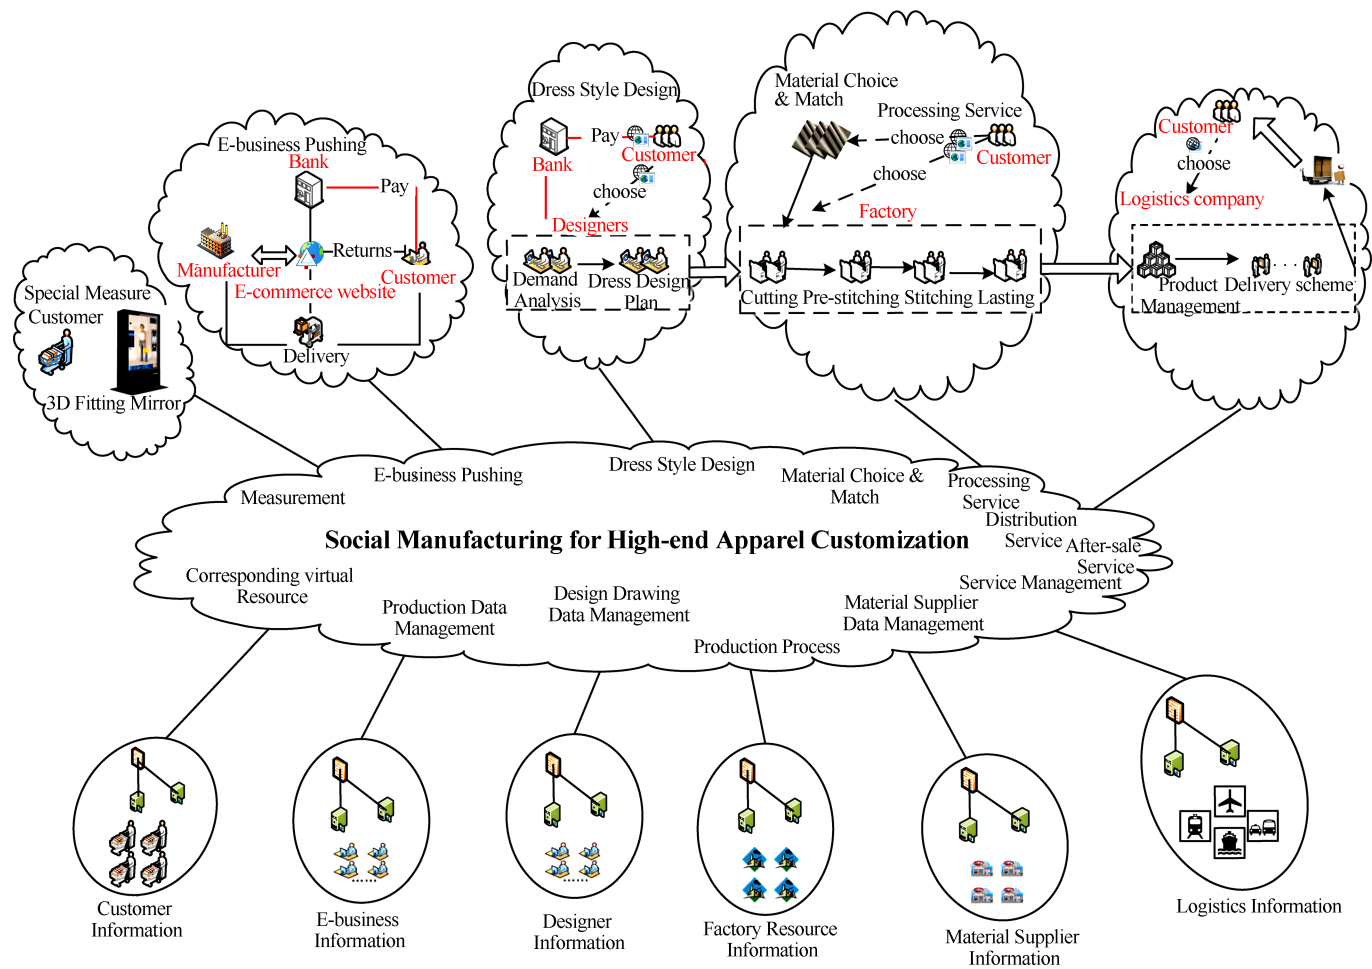 Special Measure
Customer
3D Fitting Mirror
E-business Pushing
Bank
Pay
Manufacturer
Returns
Customer
E-commerce website
Delivery
Dress Style Design
Pay
Bank
Customer
choose
Designers
Demand
Analysis
Dress Design
Plan
Material Choice
& Match
Processing Service
choose
Customer
choose
Factory
Cutting
Pre-stitching
Stitching
Lasting
Customer
choose
Logistics company
Product
Management
Delivery scheme
Measurement
E-business Pushing
Dress Style Design
Material Choice &
Match
Processing
Service
Distribution
Service
After-sale
Service
Social Manufacturing for High-end Apparel Customization
Service Management
Corresponding virtual
Resource
Production Data
Management
Design Drawing
Data Management
Production Process
Material Supplier
Data Management
Customer
Information
E-business
Information
Designer
Information
Factory Resource
Information
Material Supplier
Information
Logistics Information